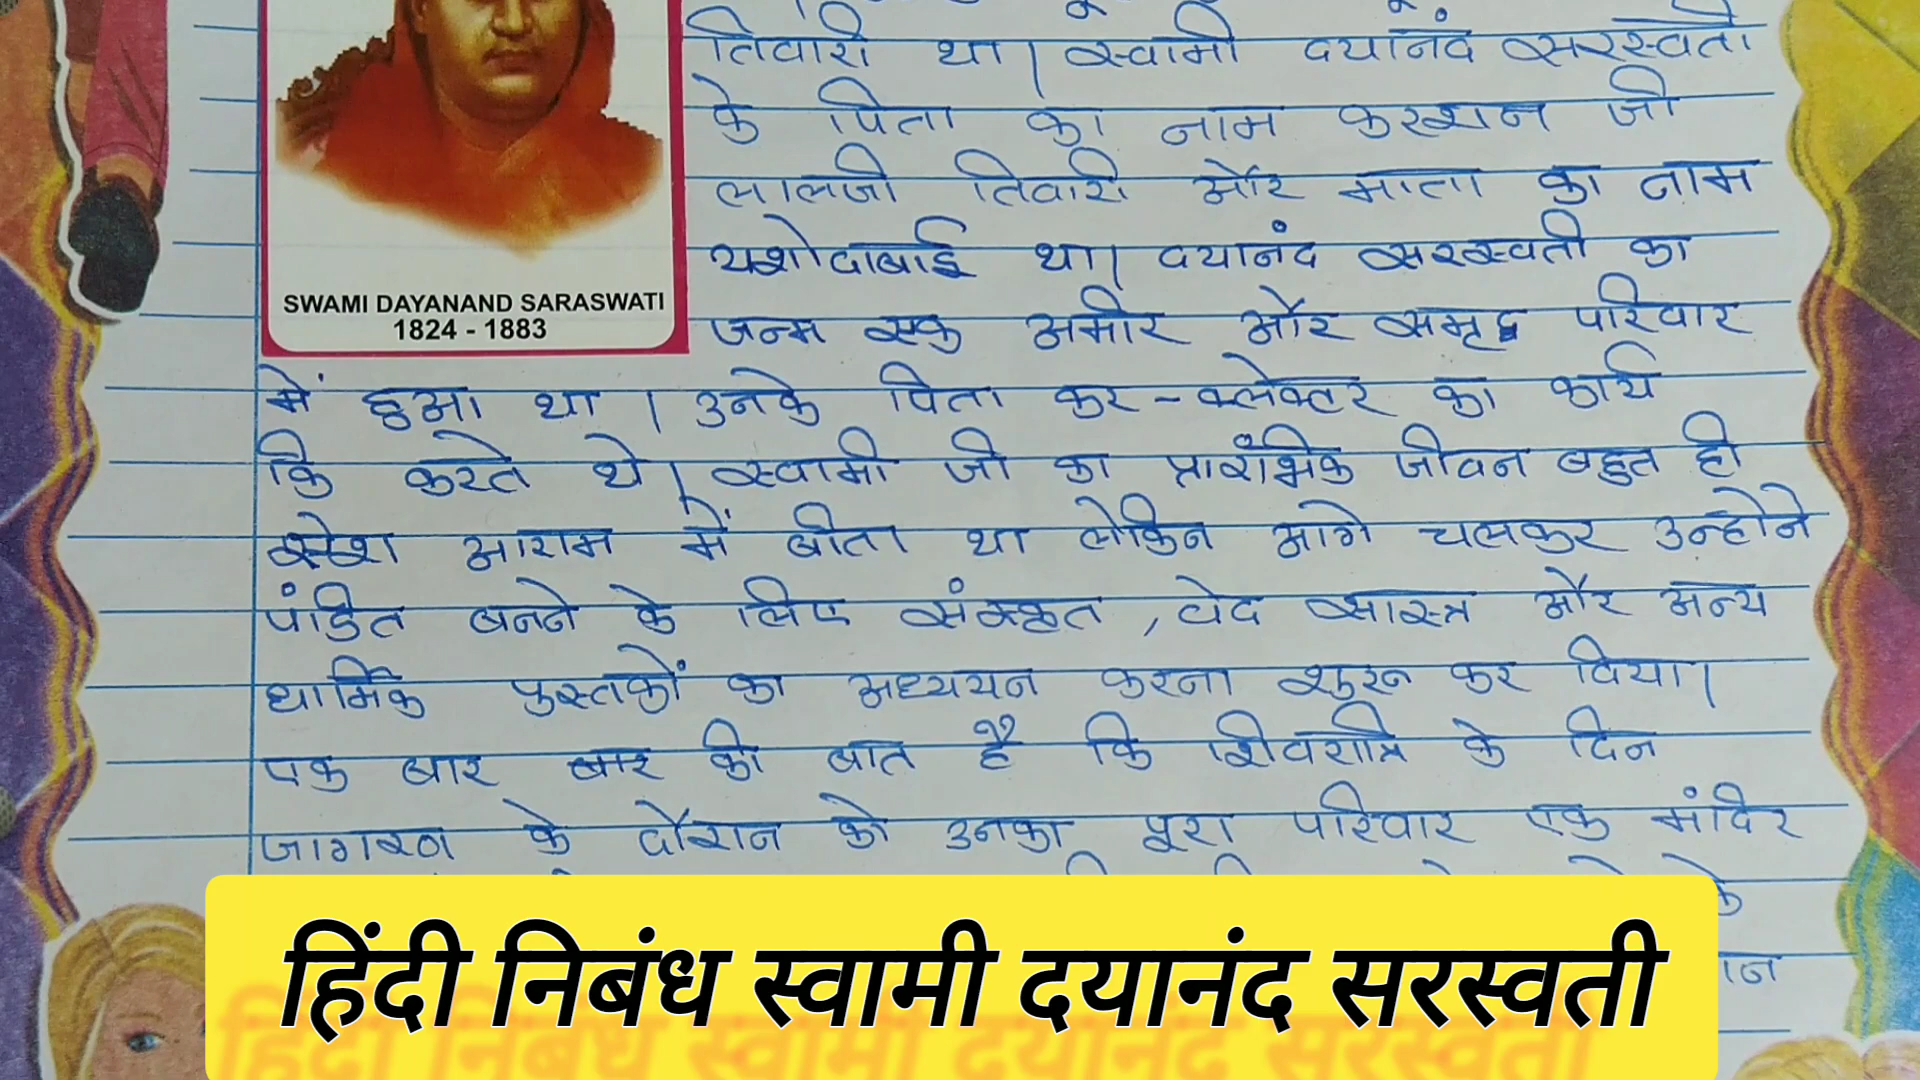 तिवारी था। स्वामी दयानंद सरस्वती
के पिता का नाम करशन जी
लालजी तिवारी और माता का नाम
यशोदाबाई था। दयानंद सरस्वती का
जन्म एक अमीर और समृद्ध परिवार
SWAMI DAYANAND SARASWATI
1824 - 1883
में हुआ था। उनके पिता कर-क्लेक्टर का कार्य
कि करते थे। स्वामी जी का प्रारंभिक जीवन बहुत ही
आराम में बीता था लेकिन आगे चलकर उन्होने
पंडित बनने के लिए संस्कृत, वेद सास्त्र और अन्य
धार्मिक पुस्तकों का अध्ययन करना शुरू कर दिया।
एक बार बार की बात है कि शिवरात्रि के दिन
जागरण के दौरान को उनका पूरा परिवार एक मंदिर
के
हिंदी निबंध स्वामी दयानंद सरस्वती